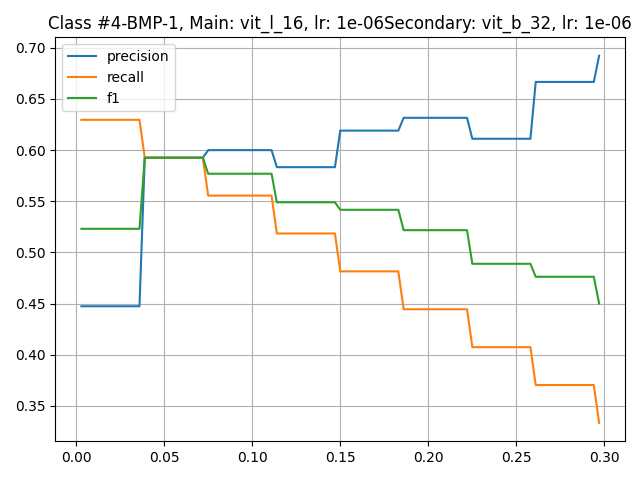 Class #4-BMP-1, Main: vit_l_16, lr: 1e-06Secondary: vit_b_32, lr: 1e-06
precision
recall
f1
0.70
0.65
0.60
0.55
0.50
0.45
0.40
0.35
0.00 0.05 0.10 0.15 0.20 0.25 0.30